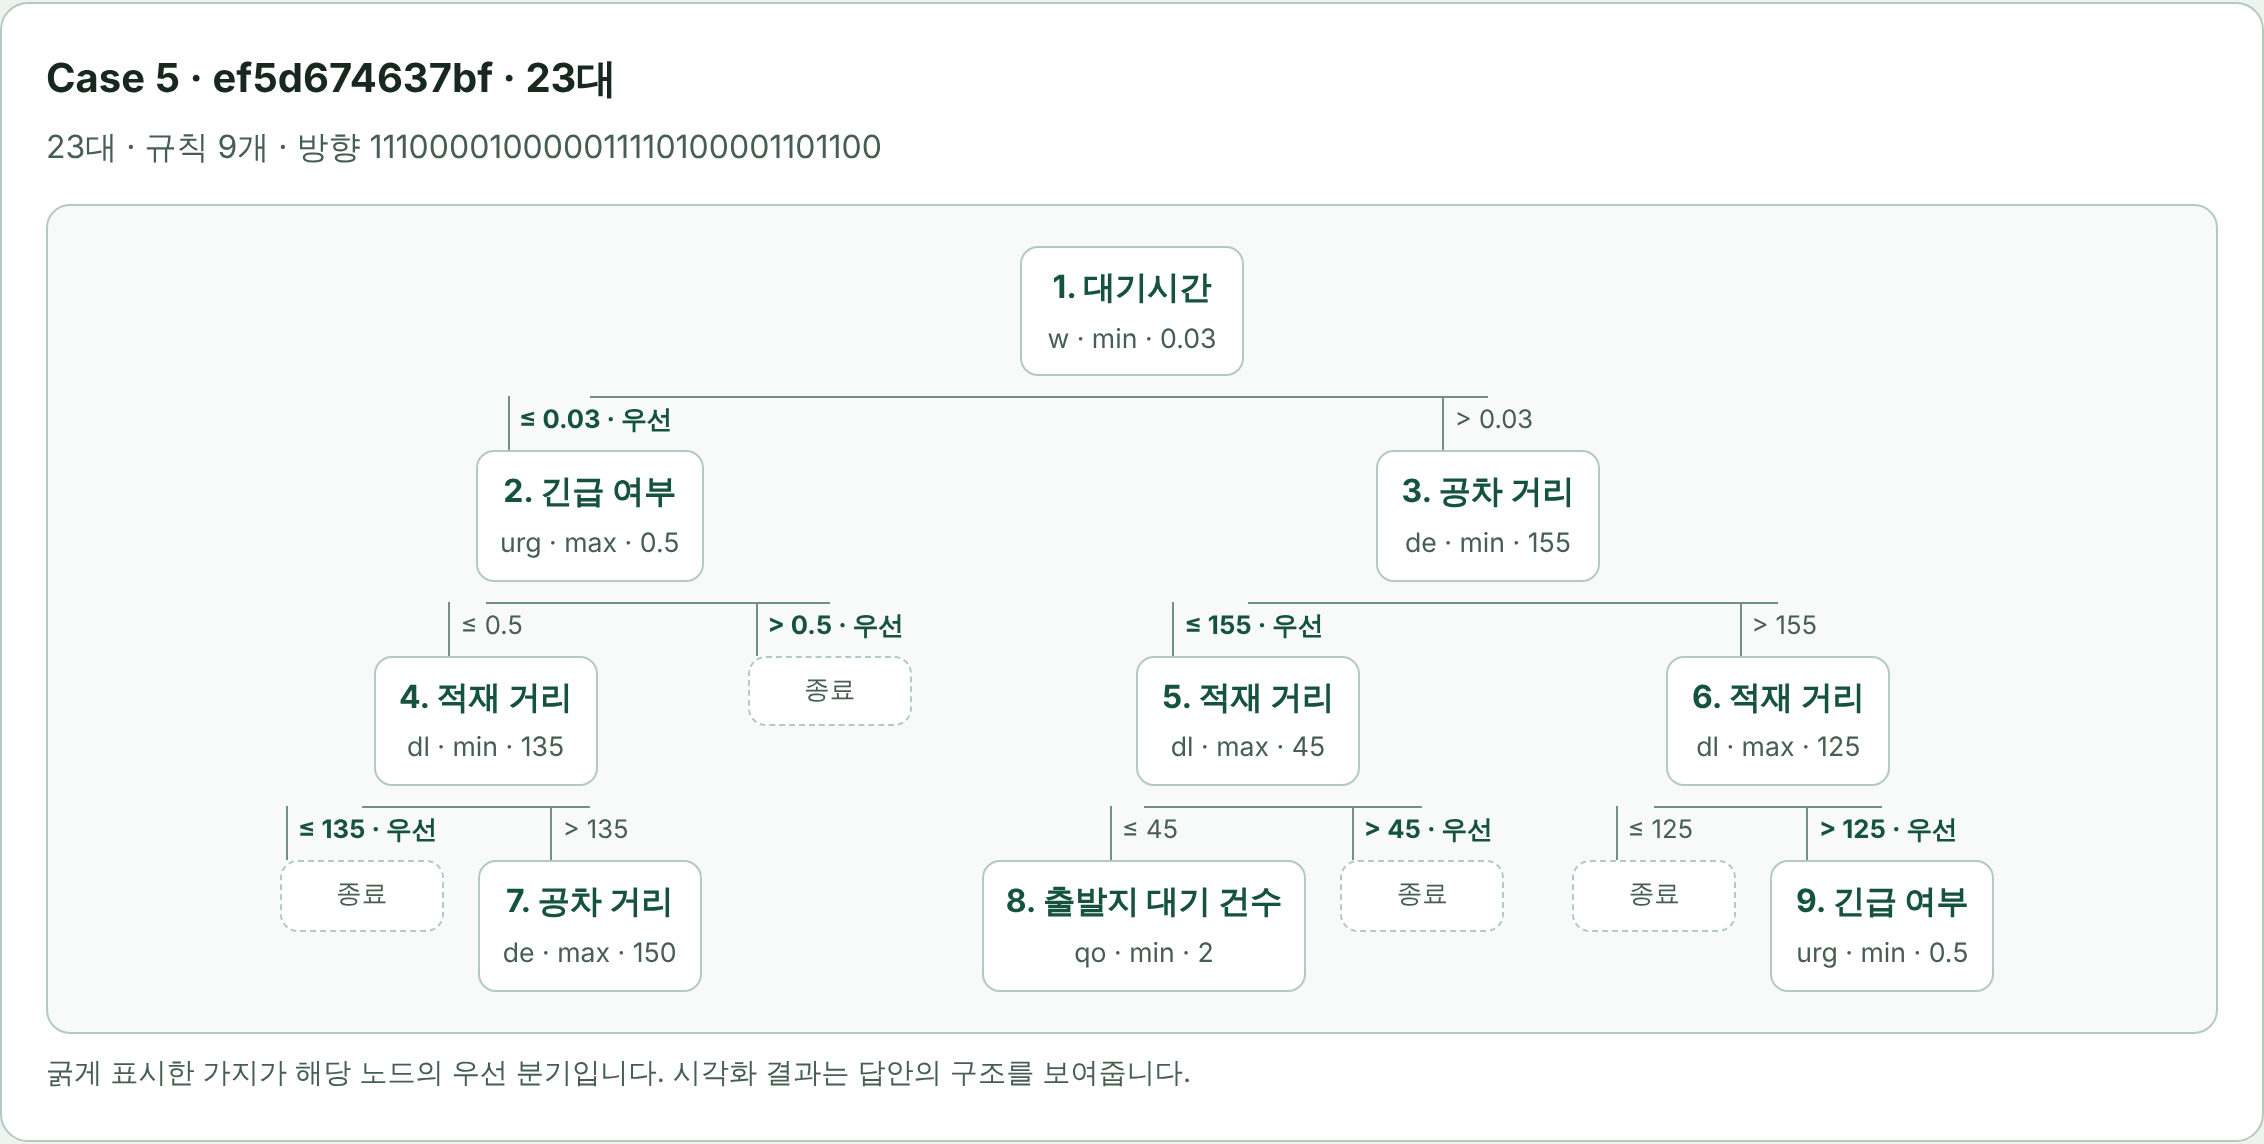 Case 5 · ef5d674637bf · 23대
23대 · 규칙 9개 · 방향 111000010000011110100001101100
1. 대기시간
w · min · 0.03
≤ 0.03 · 우선
> 0.03
2. 긴급 여부
urg · max · 0.5
3. 공차 거리
de · min · 155
≤ 0.5
> 0.5 · 우선
≤ 155 · 우선
> 155
4. 적재 거리
dl · min · 135
종료
5. 적재 거리
dl · max · 45
6. 적재 거리
dl · max · 125
≤ 135 · 우선
> 135
≤ 45
> 45 · 우선
≤ 125
> 125 · 우선
종료
7. 공차 거리
de · max · 150
8. 출발지 대기 건수
qo · min · 2
종료
종료
9. 긴급 여부
urg · min · 0.5
굵게 표시한 가지가 해당 노드의 우선 분기입니다. 시각화 결과는 답안의 구조를 보여줍니다.